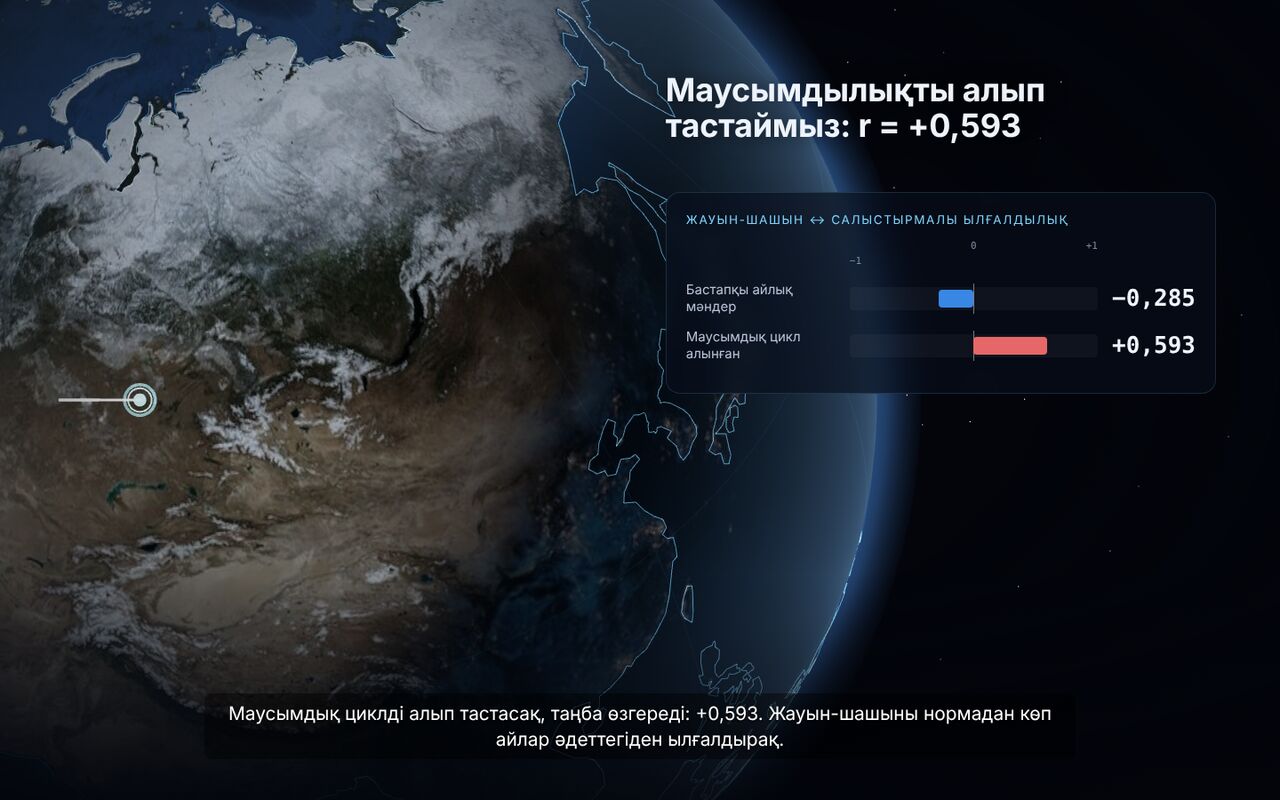 Маусымдылықты алып
тастаймыз: r = +0,593
ЖАУЫН-ШАШЫН ↔ САЛЫСТЫРМАЛЫ ЫЛҒАЛДЫЛЫҚ
−1 0 +1
Бастапқы айлық
мәндер
−0,285
Маусымдық цикл
алынған
+0,593
Маусымдық циклді алып тастасақ, таңба өзгереді: +0,593. Жауын-шашыны нормадан көп
айлар әдеттегіден ылғалдырақ.